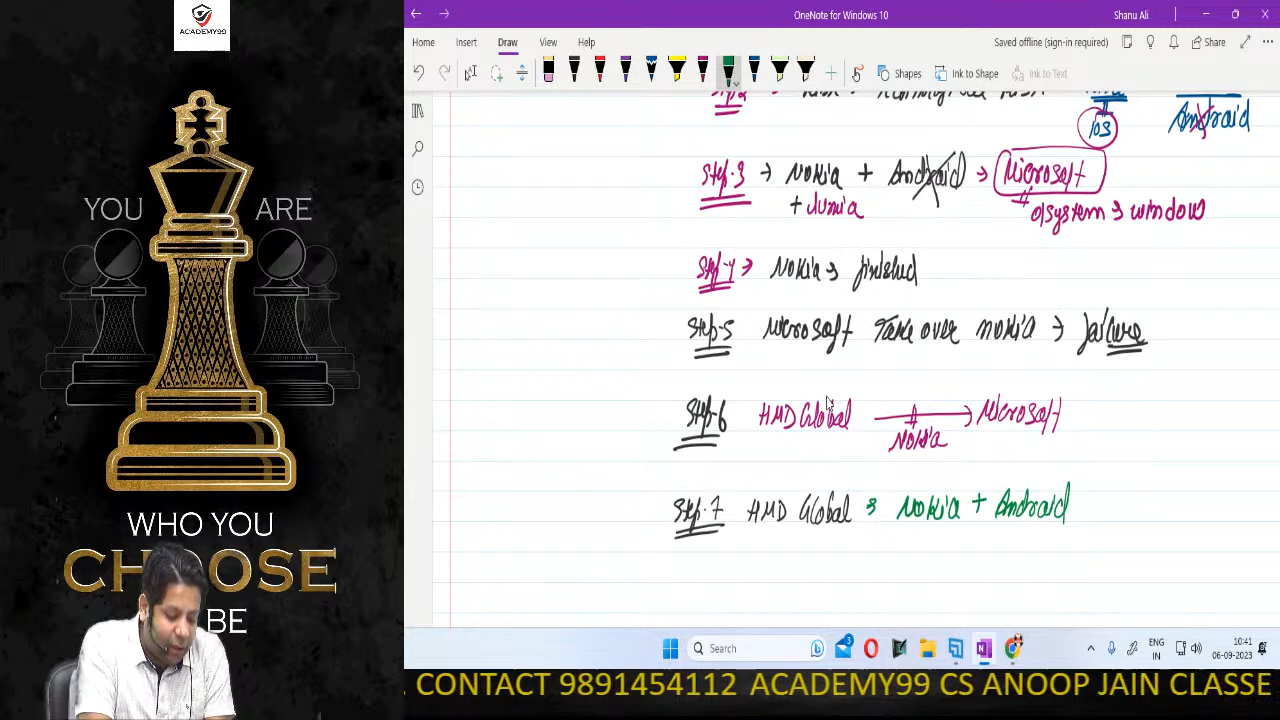 ACADEMY99
YOU ARE
WHO YOU
CHOOSE
BE
OneNote for Windows 10
Shanu Ali
Home Insert Draw View Help
Saved offline (sign-in required)
Share
Shapes
Ink to Shape
Ink to Text
Step-2 →
ios
Android
Step-3 → Nokia + Android → Microsoft
+ Lumia
o/system → window
Step-4 → Nokia → finished
Step-5 Microsoft Take over nokia → failure
Step-6 HMD Global → Microsoft
Nokia
Step-7 HMD Global → Nokia + Android
Search
3
ENG
IN
10:41
06-09-2023
. CONTACT 9891454112 ACADEMY99 CS ANOOP JAIN CLASSE